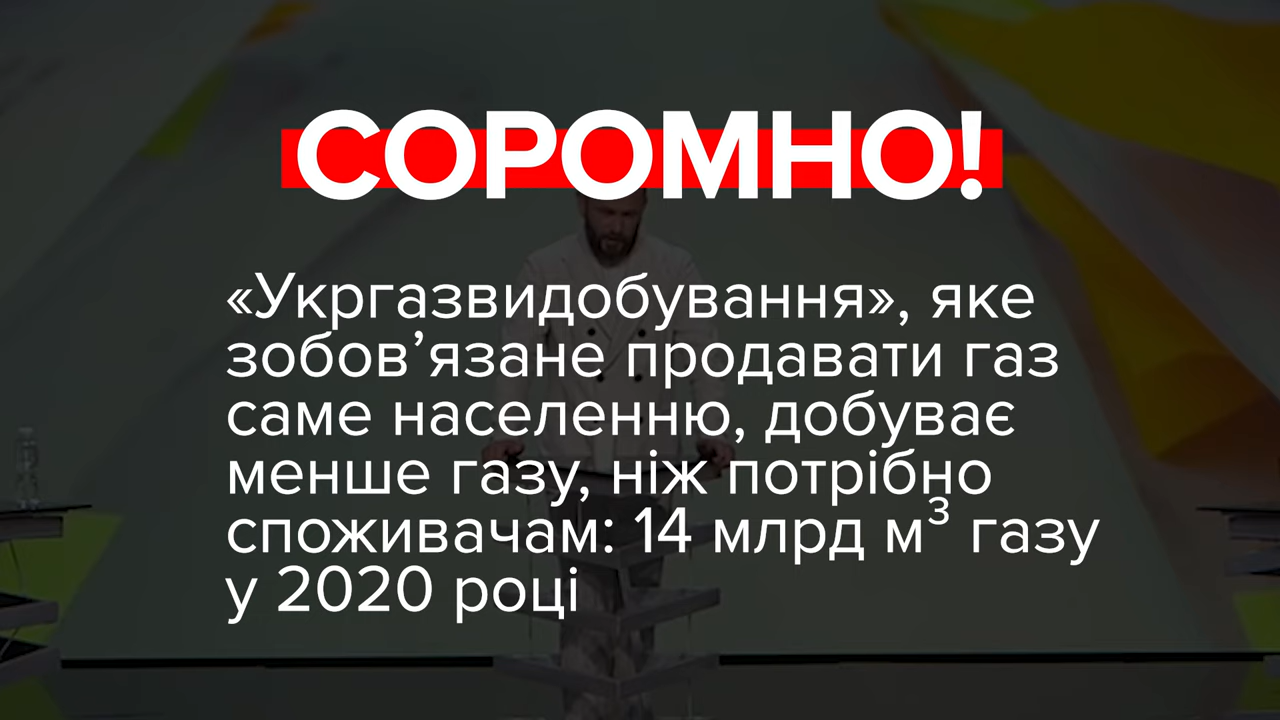 СОРОМНО!
«Укргазвидобування», яке
зобов’язане продавати газ
саме населенню, добуває
менше газу, ніж потрібно
споживачам: 14 млрд м³ газу
у 2020 році